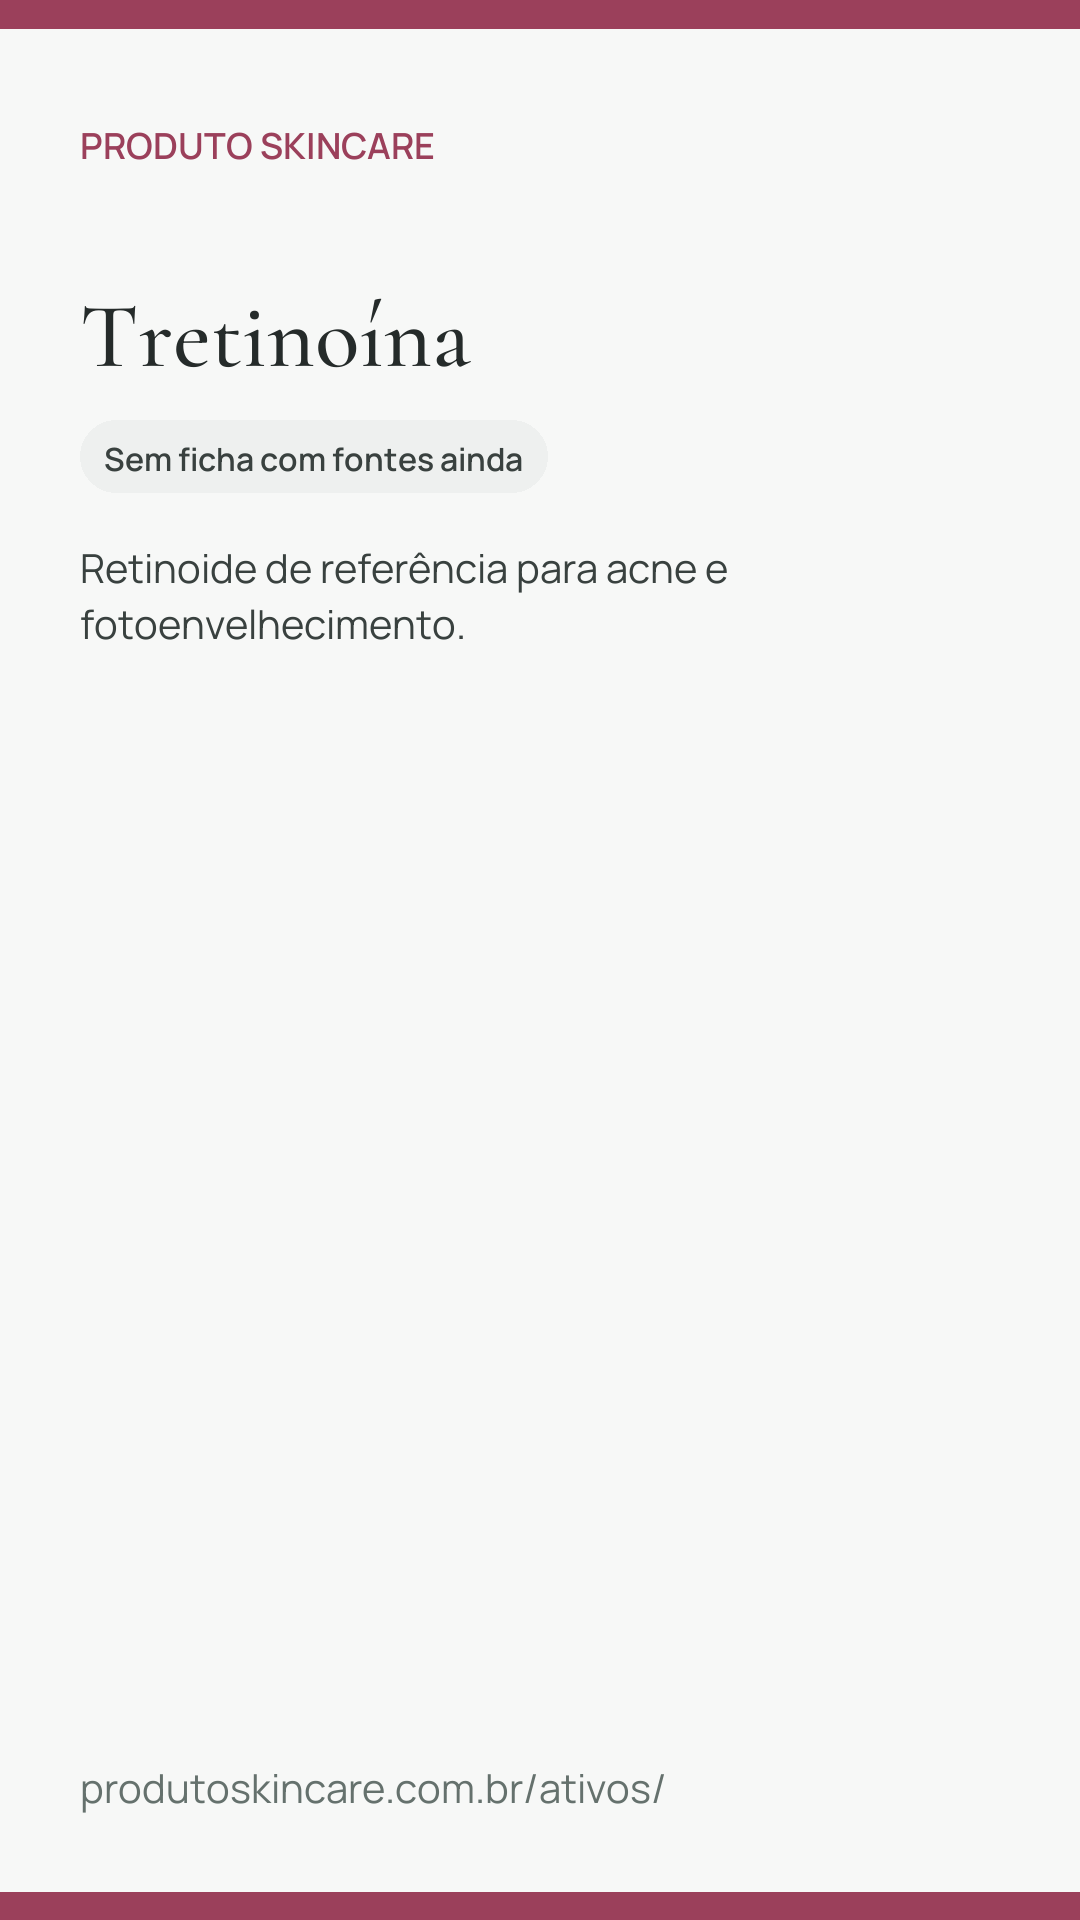 PRODUTO SKINCARE
Tretinoína
Sem ficha com fontes ainda
Retinoide de referência para acne e
fotoenvelhecimento.
produtoskincare.com.br/ativos/